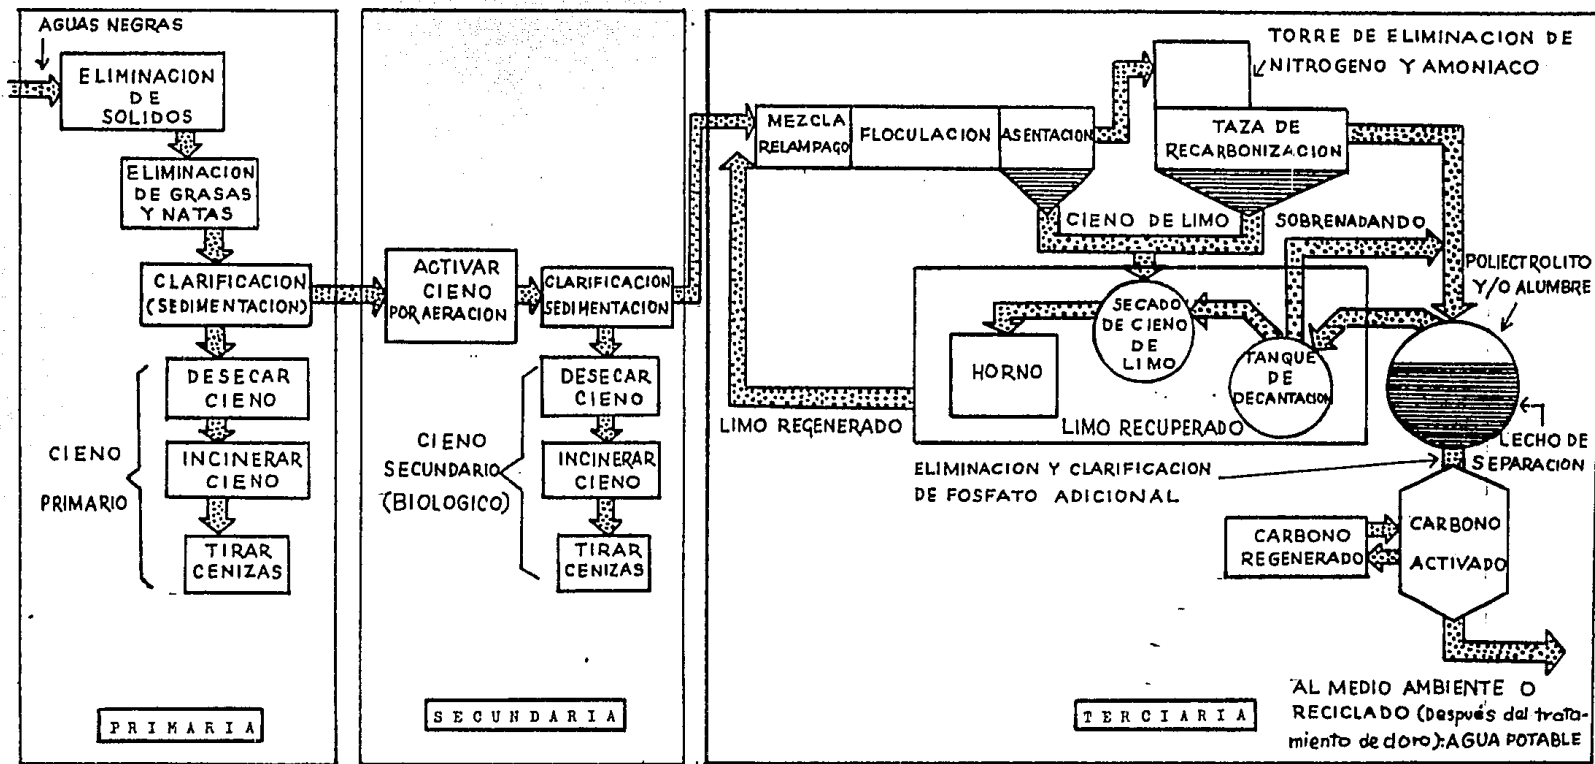 AGUAS NEGRAS
ELIMINACION
DE
SOLIDOS
ELIMINACION
DE GRASAS
Y NATAS
CLARIFICACION
(SEDIMENTACION)
DESECAR
CIENO
INCINERAR
CIENO
TIRAR
CENIZAS
CIENO
PRIMARIO
PRIMARIA
ACTIVAR
CIENO
POR AERACION
CLARIFICACION
SEDIMENTACION
DESECAR
CIENO
INCINERAR
CIENO
TIRAR
CENIZAS
CIENO
SECUNDARIO
(BIOLOGICO)
SECUNDARIA
MEZCLA
RELAMPAGO
FLOCULACION
ASENTACION
TORRE DE ELIMINACION DE
NITROGENO Y AMONIACO
TAZA DE
RECARBONIZACION
CIENO DE LIMO
SOBRENADANDO
POLIECTROLITO
Y/O ALUMBRE
SECADO
DE CIENO
DE
LIMO
HORNO
TANQUE
DE
DECANTACION
LIMO REGENERADO
LIMO RECUPERADO
LECHO DE
SEPARACION
ELIMINACION Y CLARIFICACION
DE FOSFATO ADICIONAL
CARBONO
REGENERADO
CARBONO
ACTIVADO
AL MEDIO AMBIENTE O
RECICLADO (Después del trata-
miento de cloro):AGUA POTABLE
TERCIARIA